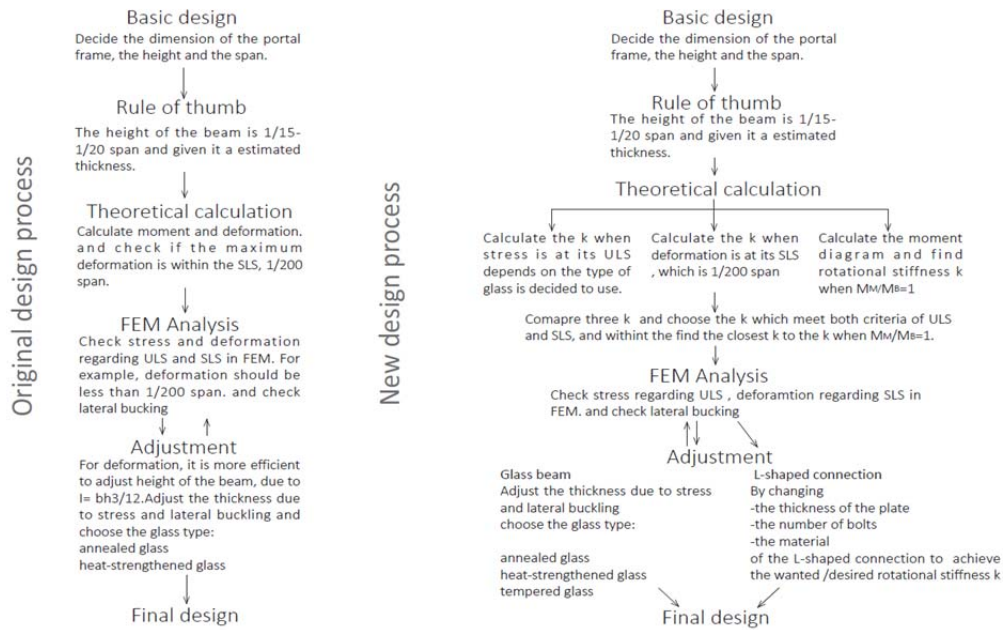 Original design process
Basic design
Decide the dimension of the portal
frame, the height and the span.
Rule of thumb
The height of the beam is 1/15-
1/20 span and given it a estimated
thickness.
Theoretical calculation
Calculate moment and deformation.
and check if the maximum
deformation is within the SLS, 1/200
span.
FEM Analysis
Check stress and deformation
regarding ULS and SLS in FEM. For
example, deformation should be
less than 1/200 span. and check
lateral bucking
Adjustment
For deformation, it is more efficient
to adjust height of the beam, due to
I= bh3/12.Adjust the thickness due
to stress and lateral buckling and
choose the glass type:
annealed glass
heat-strengthened glass
Final design
New design process
Basic design
Decide the dimension of the portal
frame, the height and the span.
Rule of thumb
The height of the beam is 1/15-
1/20 span and given it a estimated
thickness.
Theoretical calculation
Calculate the k when
stress is at its ULS
depends on the type of
glass is decided to use.
Calculate the k when
deformation is at its SLS
, which is 1/200 span
Calculate the moment
diagram and find
rotational stiffness k
when MM/MB=1
Comapre three k and choose the k which meet both criteria of ULS
and SLS, and withint the find the closest k to the k when MM/MB=1.
FEM Analysis
Check stress regarding ULS , deforamtion regarding SLS in
FEM. and check lateral bucking
Adjustment
Glass beam
Adjust the thickness due to stress
and lateral buckling
choose the glass type:
annealed glass
heat-strengthened glass
tempered glass
L-shaped connection
By changing
-the thickness of the plate
-the number of bolts
-the material
of the L-shaped connection to achieve
the wanted /desired rotational stiffness k
Final design